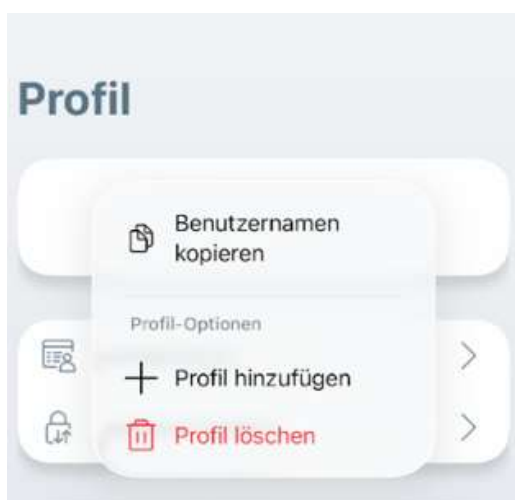 Profil
Benutzernamen
kopieren
Profil-Optionen
Profil hinzufügen
Profil löschen